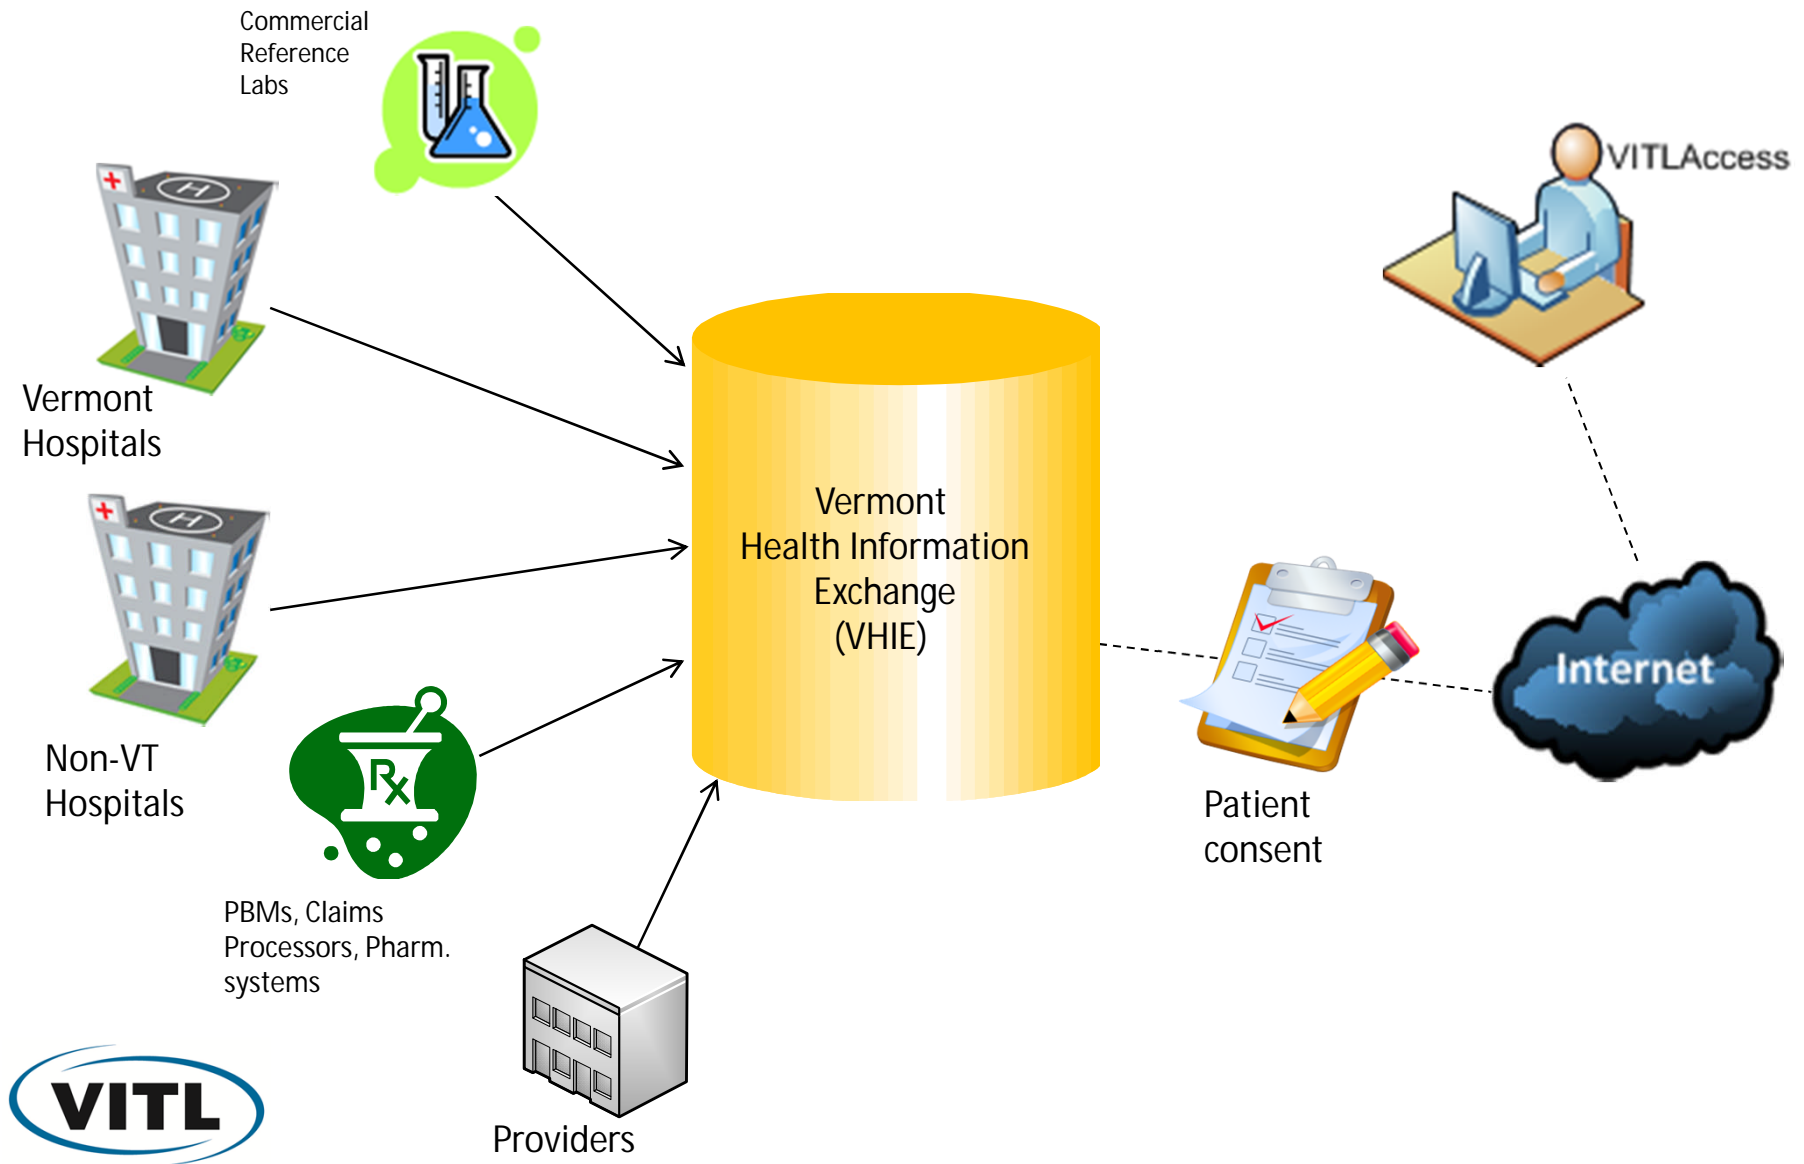 Commercial
Reference
Labs
VITLAccess
H
Vermont
Hospitals
H
Vermont
Health Information
Exchange
(VHIE)
Internet
Non-VT
Hospitals
Rx
Patient
consent
PBMs, Claims
Processors, Pharm.
systems
VITL
Providers